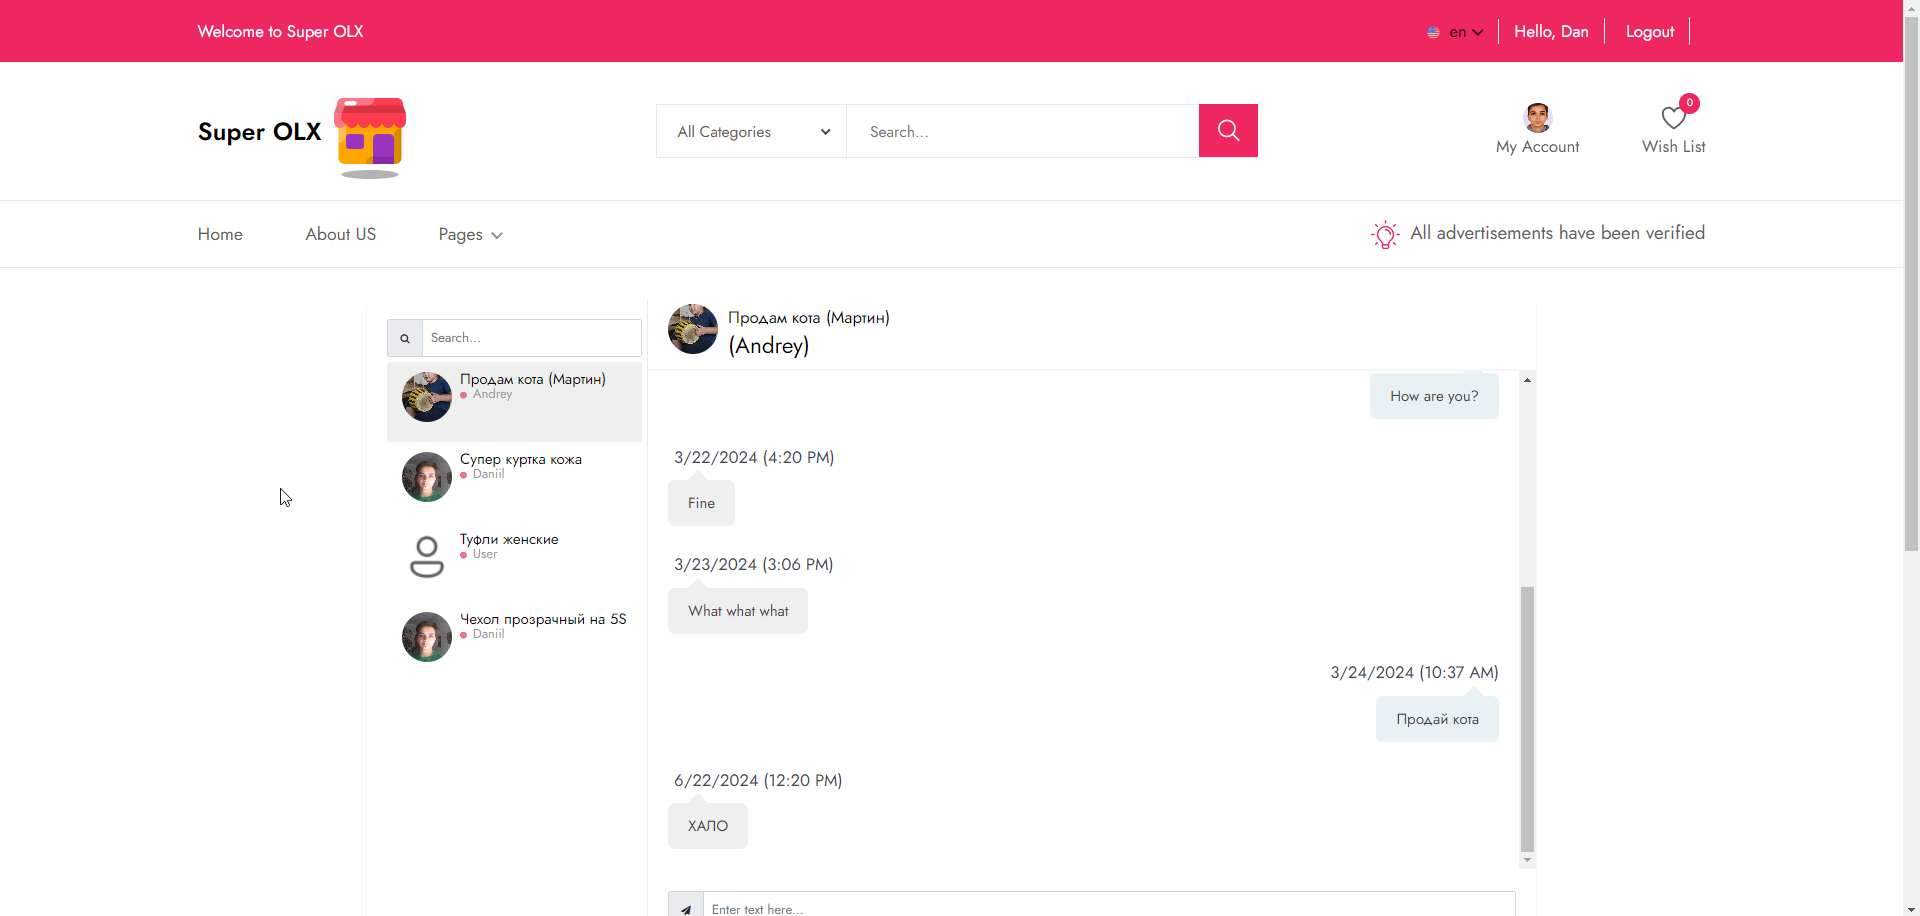 Welcome to Super OLX
en
Hello, Dan
Logout
Super OLX
All Categories
Search...
My Account
0
Wish List
Home
About US
Pages
All advertisements have been verified
Search...
Продам кота (Мартин)
Andrey
Супер куртка кожа
Daniil
Туфли женские
User
Чехол прозрачный на 5S
Daniil
Продам кота (Мартин)
(Andrey)
How are you?
3/22/2024 (4:20 PM)
Fine
3/23/2024 (3:06 PM)
What what what
3/24/2024 (10:37 AM)
Продай кота
6/22/2024 (12:20 PM)
ХАЛО
Enter text here...